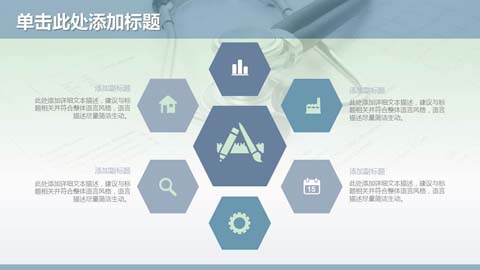 单击此处添加标题
添加副标题
此处添加详细文本描述，建议与标
题相关并符合整体语言风格，语言
描述尽量简洁生动。
添加副标题
此处添加详细文本描述，建议与标
题相关并符合整体语言风格，语言
描述尽量简洁生动。
添加副标题
此处添加详细文本描述，建议与标
题相关并符合整体语言风格，语言
描述尽量简洁生动。
添加副标题
此处添加详细文本描述，建议与标
题相关并符合整体语言风格，语言
描述尽量简洁生动。
15